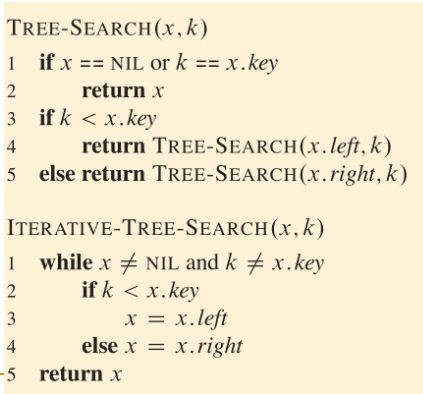 TREE-SEARCH(x, k)
1 if x == NIL or k == x.key
2 return x
3 if k < x.key
4 return TREE-SEARCH(x.left, k)
5 else return TREE-SEARCH(x.right, k)
ITERATIVE-TREE-SEARCH(x, k)
1 while x ≠ NIL and k ≠ x.key
2 if k < x.key
3 x = x.left
4 else x = x.right
5 return x